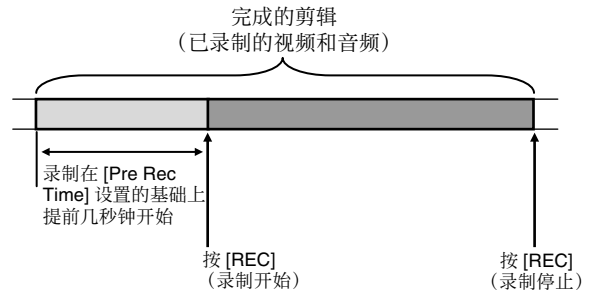 完成的剪辑
（已录制的视频和音频）
录制在 [Pre Rec
Time] 设置的基础上
提前几秒钟开始
按 [REC]
（录制开始）
按 [REC]
（录制停止）